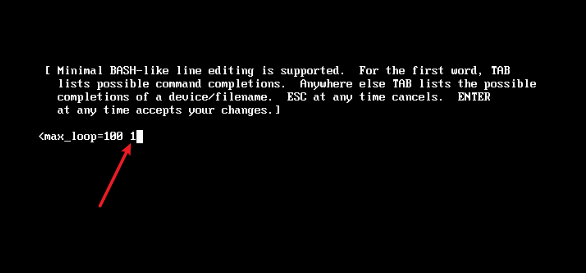 [ Minimal BASH-like line editing is supported.  For the first word, TAB
lists possible command completions.  Anywhere else TAB lists the possible
completions of a device/filename.  ESC at any time cancels.  ENTER
at any time accepts your changes.]
<max_loop=100 1